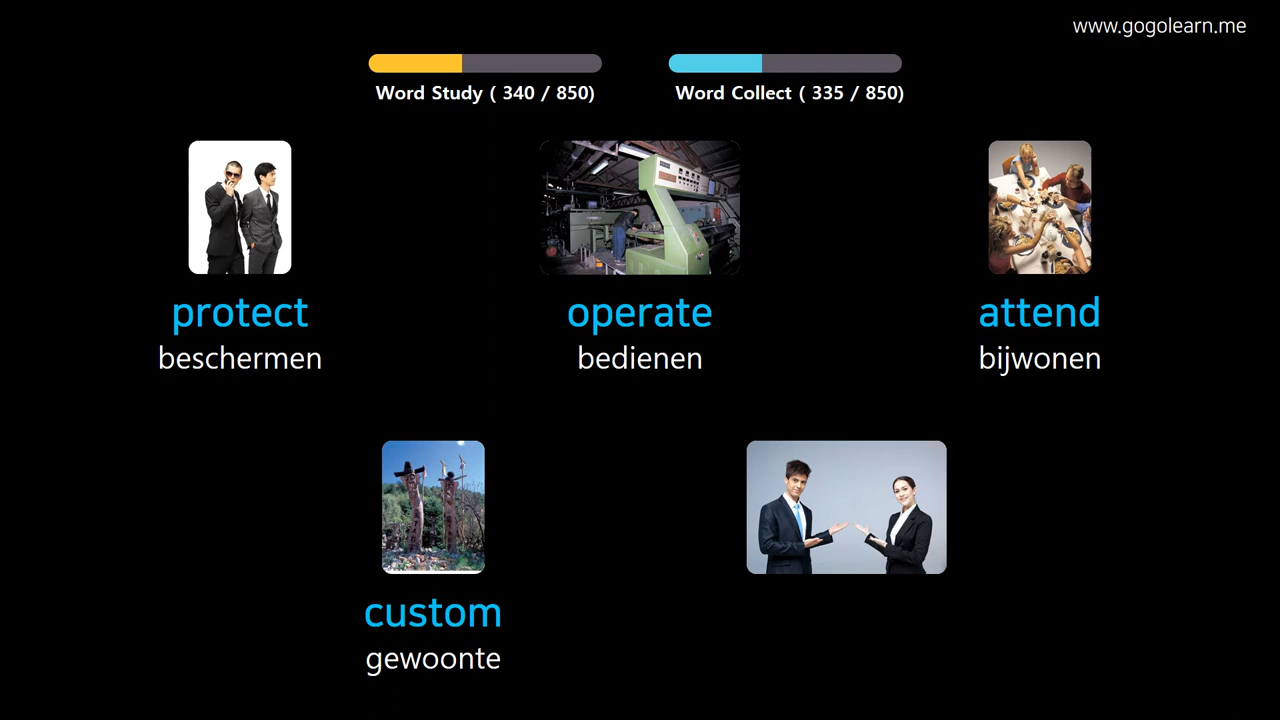 www.gogolearn.me
Word Study ( 340 / 850)
Word Collect ( 335 / 850)
protect
beschermen
operate
bedienen
attend
bijwonen
custom
gewoonte